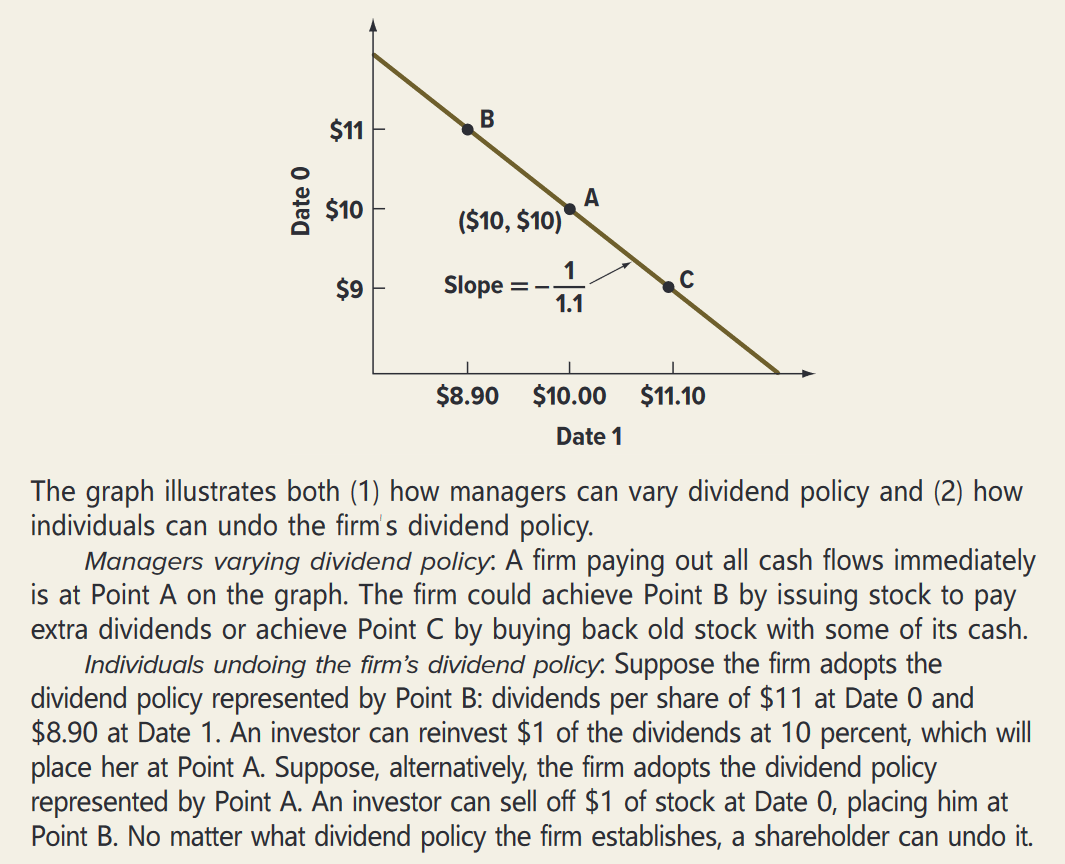 $11
B
Date 0
$10
A
($10, $10)
Slope = − 1/1.1
$9
C
$8.90 $10.00 $11.10
Date 1
The graph illustrates both (1) how managers can vary dividend policy and (2) how
individuals can undo the firm's dividend policy.
Managers varying dividend policy: A firm paying out all cash flows immediately
is at Point A on the graph. The firm could achieve Point B by issuing stock to pay
extra dividends or achieve Point C by buying back old stock with some of its cash.
Individuals undoing the firm's dividend policy: Suppose the firm adopts the
dividend policy represented by Point B: dividends per share of $11 at Date 0 and
$8.90 at Date 1. An investor can reinvest $1 of the dividends at 10 percent, which will
place her at Point A. Suppose, alternatively, the firm adopts the dividend policy
represented by Point A. An investor can sell off $1 of stock at Date 0, placing him at
Point B. No matter what dividend policy the firm establishes, a shareholder can undo it.